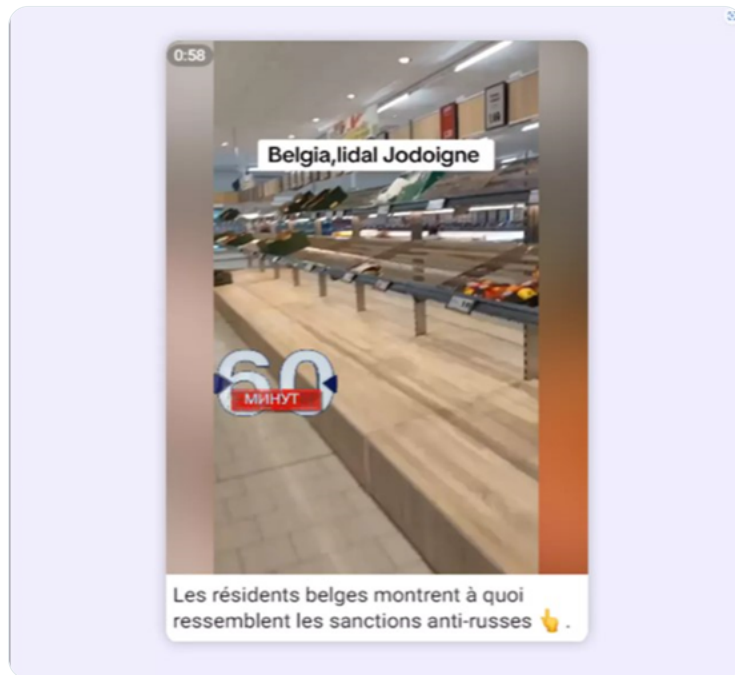 0:58
Belgia,lidal Jodoigne
60
МИНУТ
Les résidents belges montrent à quoi
ressemblent les sanctions anti-russes 👆 .